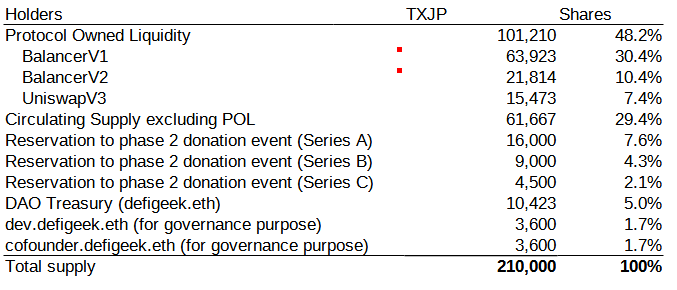 Holders TXJP Shares
Protocol Owned Liquidity 101,210 48.2%
BalancerV1 63,923 30.4%
BalancerV2 21,814 10.4%
UniswapV3 15,473 7.4%
Circulating Supply excluding POL 61,667 29.4%
Reservation to phase 2 donation event (Series A) 16,000 7.6%
Reservation to phase 2 donation event (Series B) 9,000 4.3%
Reservation to phase 2 donation event (Series C) 4,500 2.1%
DAO Treasury (defigeek.eth) 10,423 5.0%
dev.defigeek.eth (for governance purpose) 3,600 1.7%
cofounder.defigeek.eth (for governance purpose) 3,600 1.7%
Total supply 210,000 100%